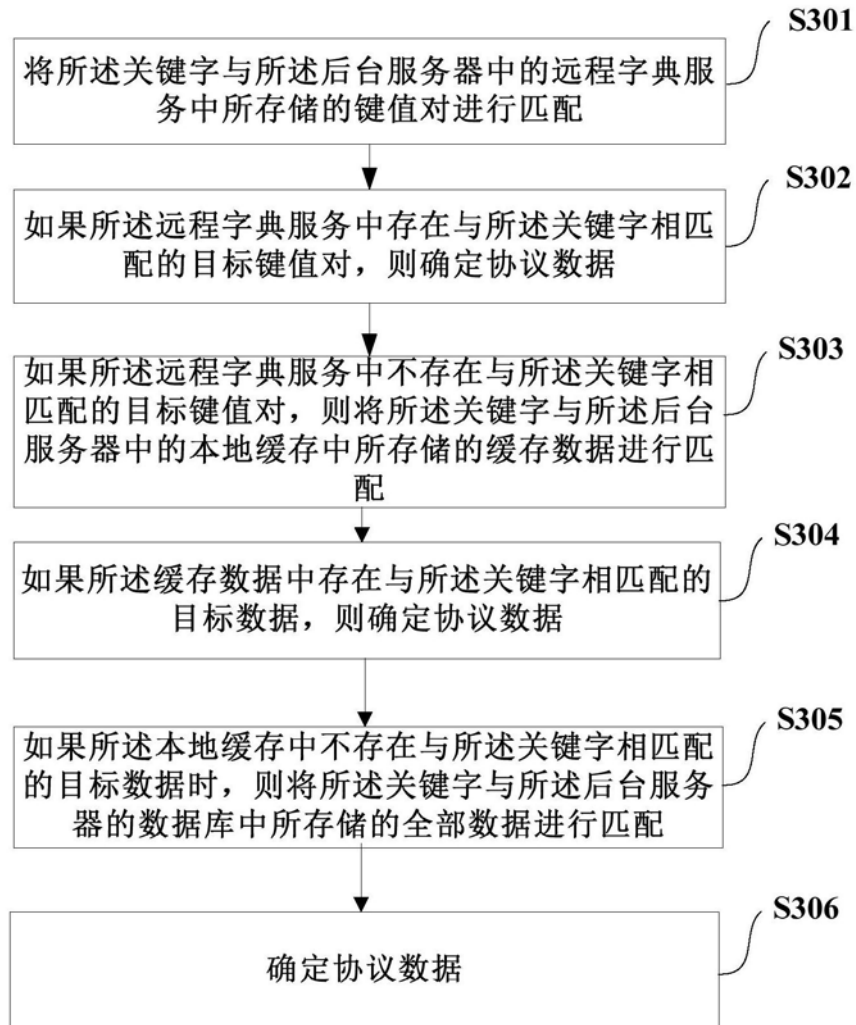 S301
将所述关键字与所述后台服务器中的远程字典服
务中所存储的键值对进行匹配
S302
如果所述远程字典服务中存在与所述关键字相匹
配的目标键值对，则确定协议数据
S303
如果所述远程字典服务中不存在与所述关键字相
匹配的目标键值对，则将所述关键字与所述后台
服务器中的本地缓存中所存储的缓存数据进行匹
配
S304
如果所述缓存数据中存在与所述关键字相匹配的
目标数据，则确定协议数据
S305
如果所述本地缓存中不存在与所述关键字相匹配
的目标数据时，则将所述关键字与所述后台服务
器的数据库中所存储的全部数据进行匹配
S306
确定协议数据